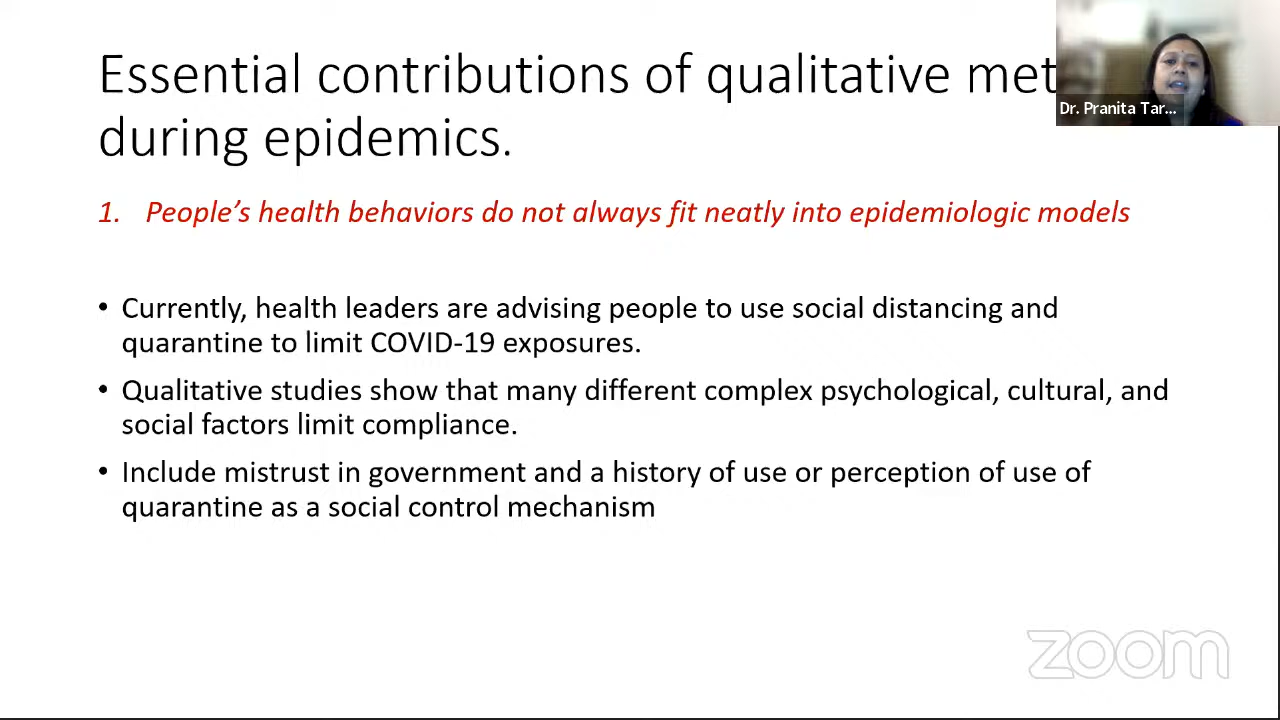 Essential contributions of qualitative met
during epidemics.
Dr. Pranita Tar...
1. People's health behaviors do not always fit neatly into epidemiologic models
• Currently, health leaders are advising people to use social distancing and
quarantine to limit COVID-19 exposures.
• Qualitative studies show that many different complex psychological, cultural, and
social factors limit compliance.
• Include mistrust in government and a history of use or perception of use of
quarantine as a social control mechanism
zoom